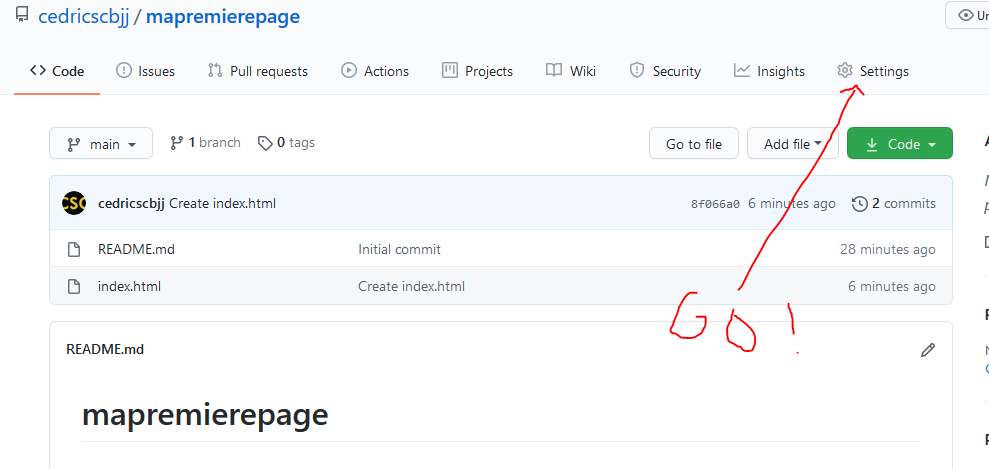 cedricscbjj / mapremierepage
Code Issues Pull requests Actions Projects Wiki Security Insights Settings
main 1 branch 0 tags Go to file Add file Code
CSC cedricscbjj Create index.html 8f066a0 6 minutes ago 2 commits
README.md Initial commit 28 minutes ago
index.html Create index.html 6 minutes ago
GO!
README.md
mapremierepage